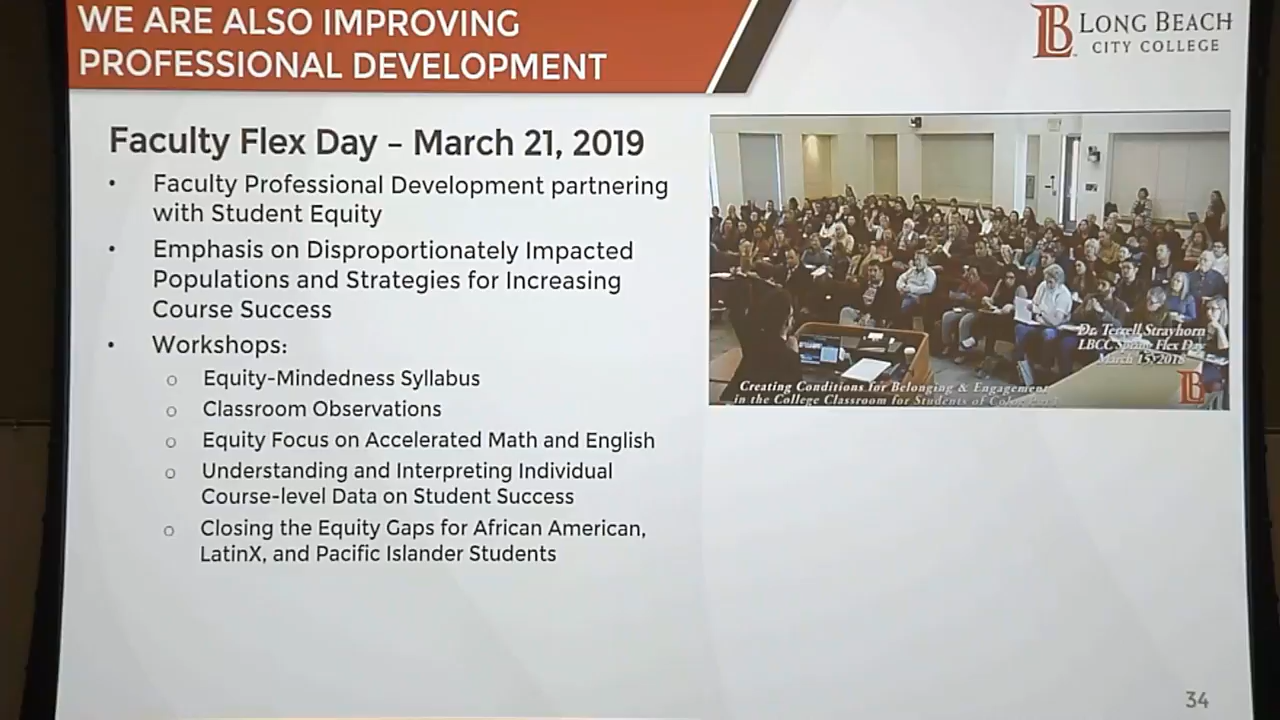 WE ARE ALSO IMPROVING
PROFESSIONAL DEVELOPMENT
LB LONG BEACH
CITY COLLEGE
Faculty Flex Day – March 21, 2019
• Faculty Professional Development partnering
with Student Equity
• Emphasis on Disproportionately Impacted
Populations and Strategies for Increasing
Course Success
• Workshops:
o Equity-Mindedness Syllabus
o Classroom Observations
o Equity Focus on Accelerated Math and English
o Understanding and Interpreting Individual
Course-level Data on Student Success
o Closing the Equity Gaps for African American,
LatinX, and Pacific Islander Students
Dr. Terrell Strayhorn
LBCC Spring Flex Day
March 15, 2018
Creating Conditions for Belonging & Engagement
in the College Classroom for Students of Color
LB
34